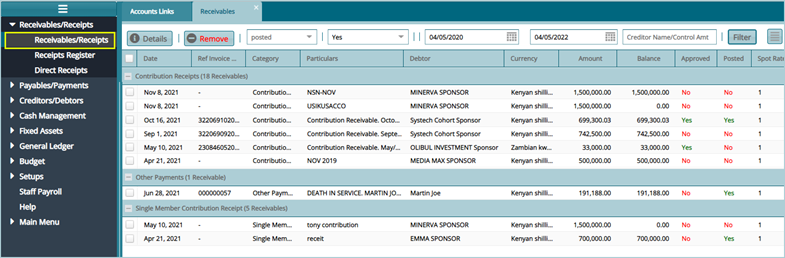 Accounts Links Receivables ×
Receivables/Receipts
Receivables/Receipts
Receipts Register
Direct Receipts
Payables/Payments
Creditors/Debtors
Cash Management
Fixed Assets
General Ledger
Budget
Setups
Staff Payroll
Help
Main Menu
Details | Remove | posted | Yes | 04/05/2020 04/05/2022 Creditor Name/Control Amt | Filter
Date Ref Invoice ... Category Particulars Debtor Currency Amount Balance Approved Posted Spot Rate
Contribution Receipts (18 Receivables)
Nov 8, 2021 - Contributio... NSN-NOV MINERVA SPONSOR Kenyan shilli... 1,500,000.00 1,500,000.00 No No 1
Nov 8, 2021 - Contributio... USIKUSACCO MINERVA SPONSOR Kenyan shilli... 1,500,000.00 0.00 No No 1
Oct 16, 2021 3220691020... Contributio... Contribution Receivable. Octo... Systech Cohort Sponsor Kenyan shilli... 699,300.03 699,300.03 Yes Yes 1
Sep 1, 2021 3220690920... Contributio... Contribution Receivable. Septe... Systech Cohort Sponsor Kenyan shilli... 742,500.00 742,500.00 No No 1
May 10, 2021 2308460520... Contributio... Contribution Receivable. May/... OLIBUL INVESTMENT Sponsor Zambian kw... 33,000.00 33,000.00 Yes No 1
Apr 21, 2021 - Contributio... NOV 2019 MEDIA MAX SPONSOR Kenyan shilli... 500,000.00 500,000.00 No No 1
Other Payments (1 Receivable)
Jun 28, 2021 000000057 Other Paym... DEATH IN SERVICE. MARTIN JO... Martin Joe Kenyan shilli... 191,188.00 191,188.00 No Yes 1
Single Member Contribution Receipt (5 Receivables)
May 10, 2021 - Single Mem... tony contribution MINERVA SPONSOR Kenyan shilli... 1,500,000.00 0.00 No No 1
Apr 21, 2021 - Single Mem... receit EMMA SPONSOR Kenyan shilli... 700,000.00 700,000.00 No Yes 1